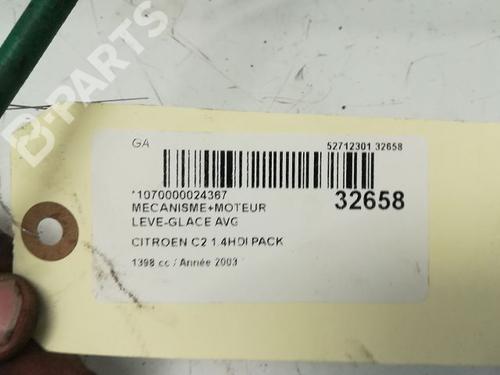 B-PARTS
GA
52712301 32658
*1070000024367
MECANISME+MOTEUR
LEVE-GLACE AVG
32658
CITROEN C2 1.4HDI PACK
1398 cc / Année 2003